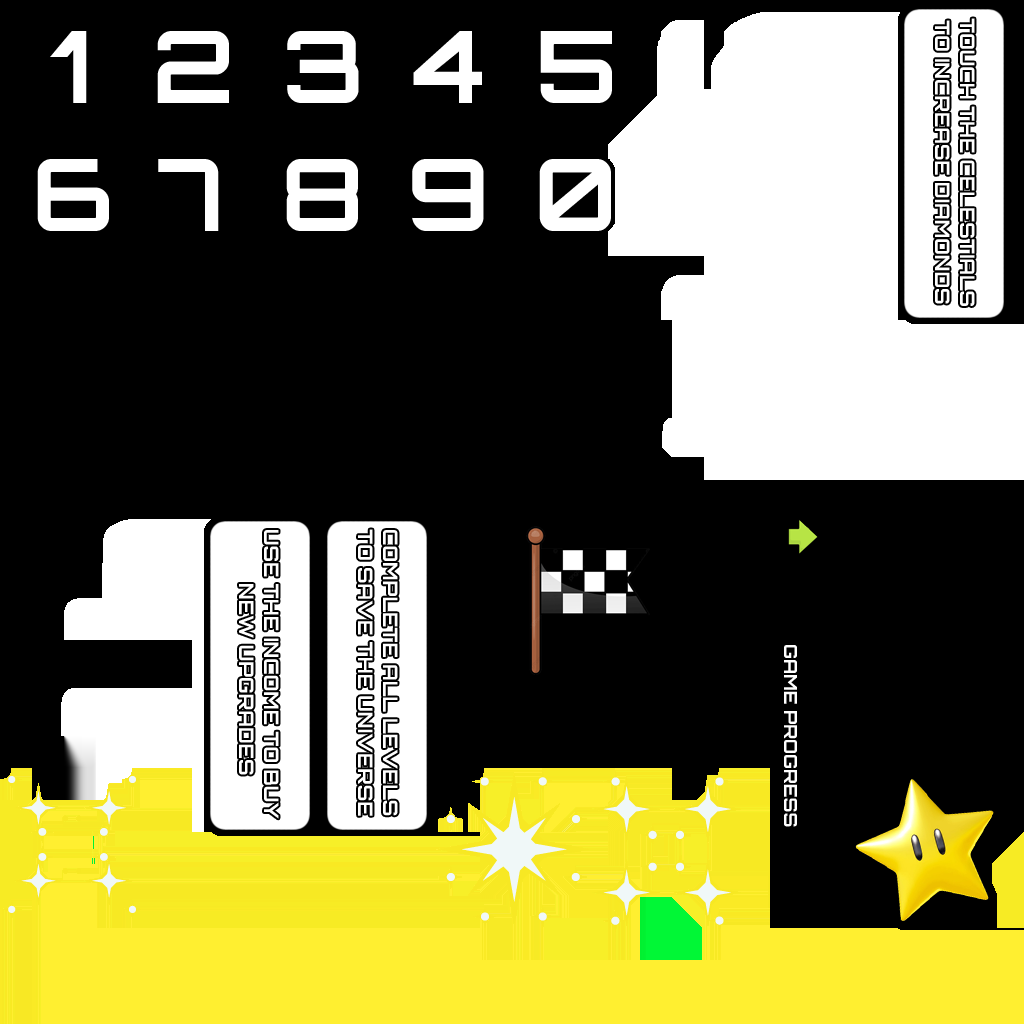 1 2 3 4 5
6 7 8 9 0
TOUCH THE CELESTIALS
TO INCREASE DIAMONDS
USE THE INCOME TO BUY
NEW UPGRADES
COMPLETE ALL LEVELS
TO SAVE THE UNIVERSE
GAME PROGRESS